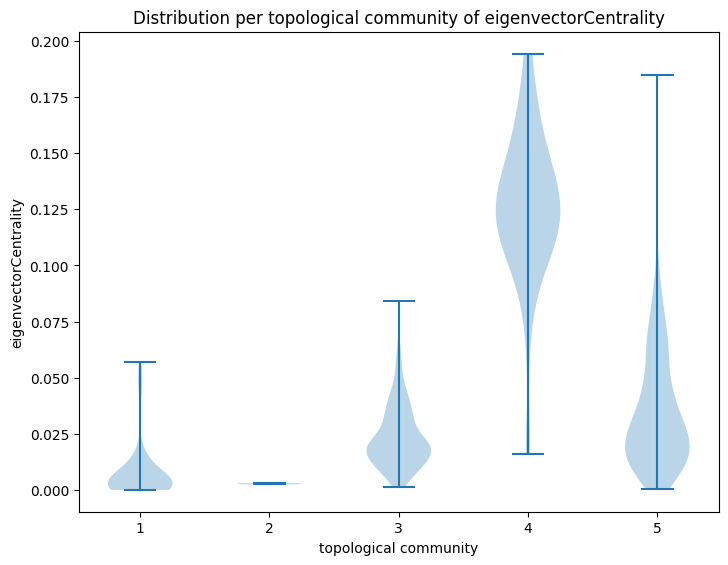 Distribution per topological community of eigenvectorCentrality
0.200
0.175
0.150
0.125
0.100
0.075
0.050
0.025
0.000
eigenvectorCentrality
1 2 3 4 5
topological community